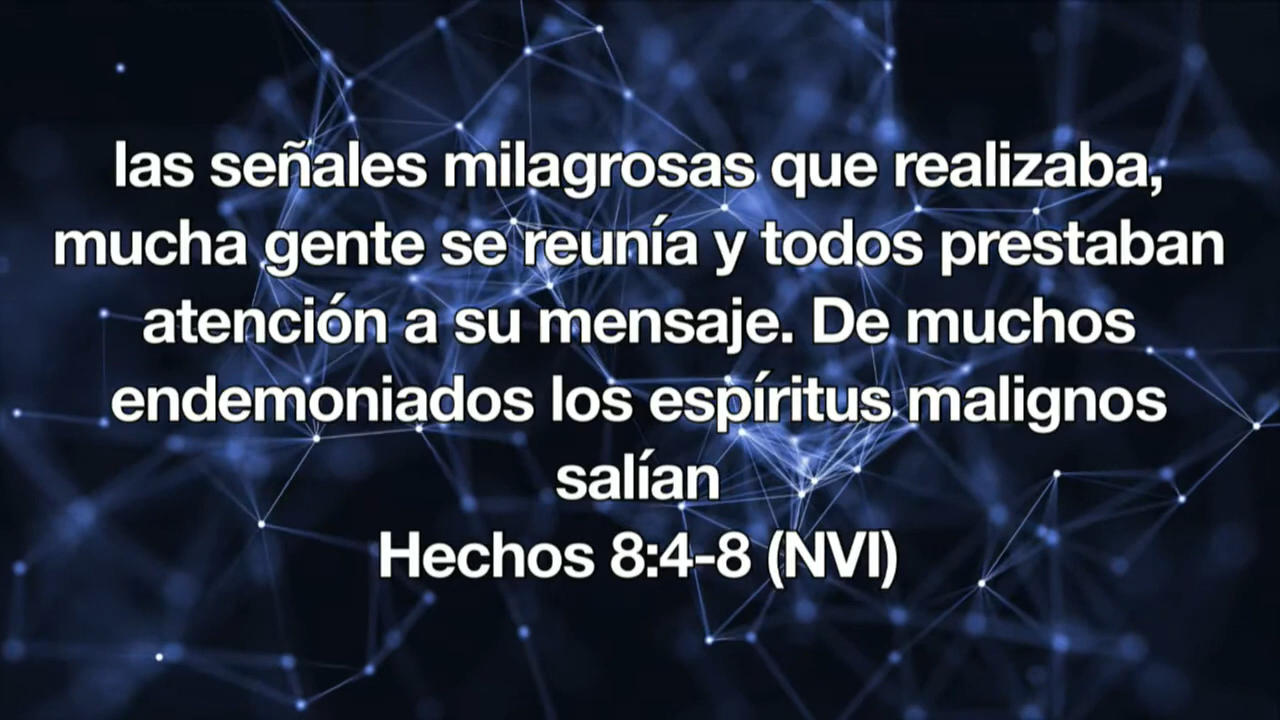 las señales milagrosas que realizaba,
mucha gente se reunía y todos prestaban
atención a su mensaje. De muchos
endemoniados los espíritus malignos
salían
Hechos 8:4-8 (NVI)